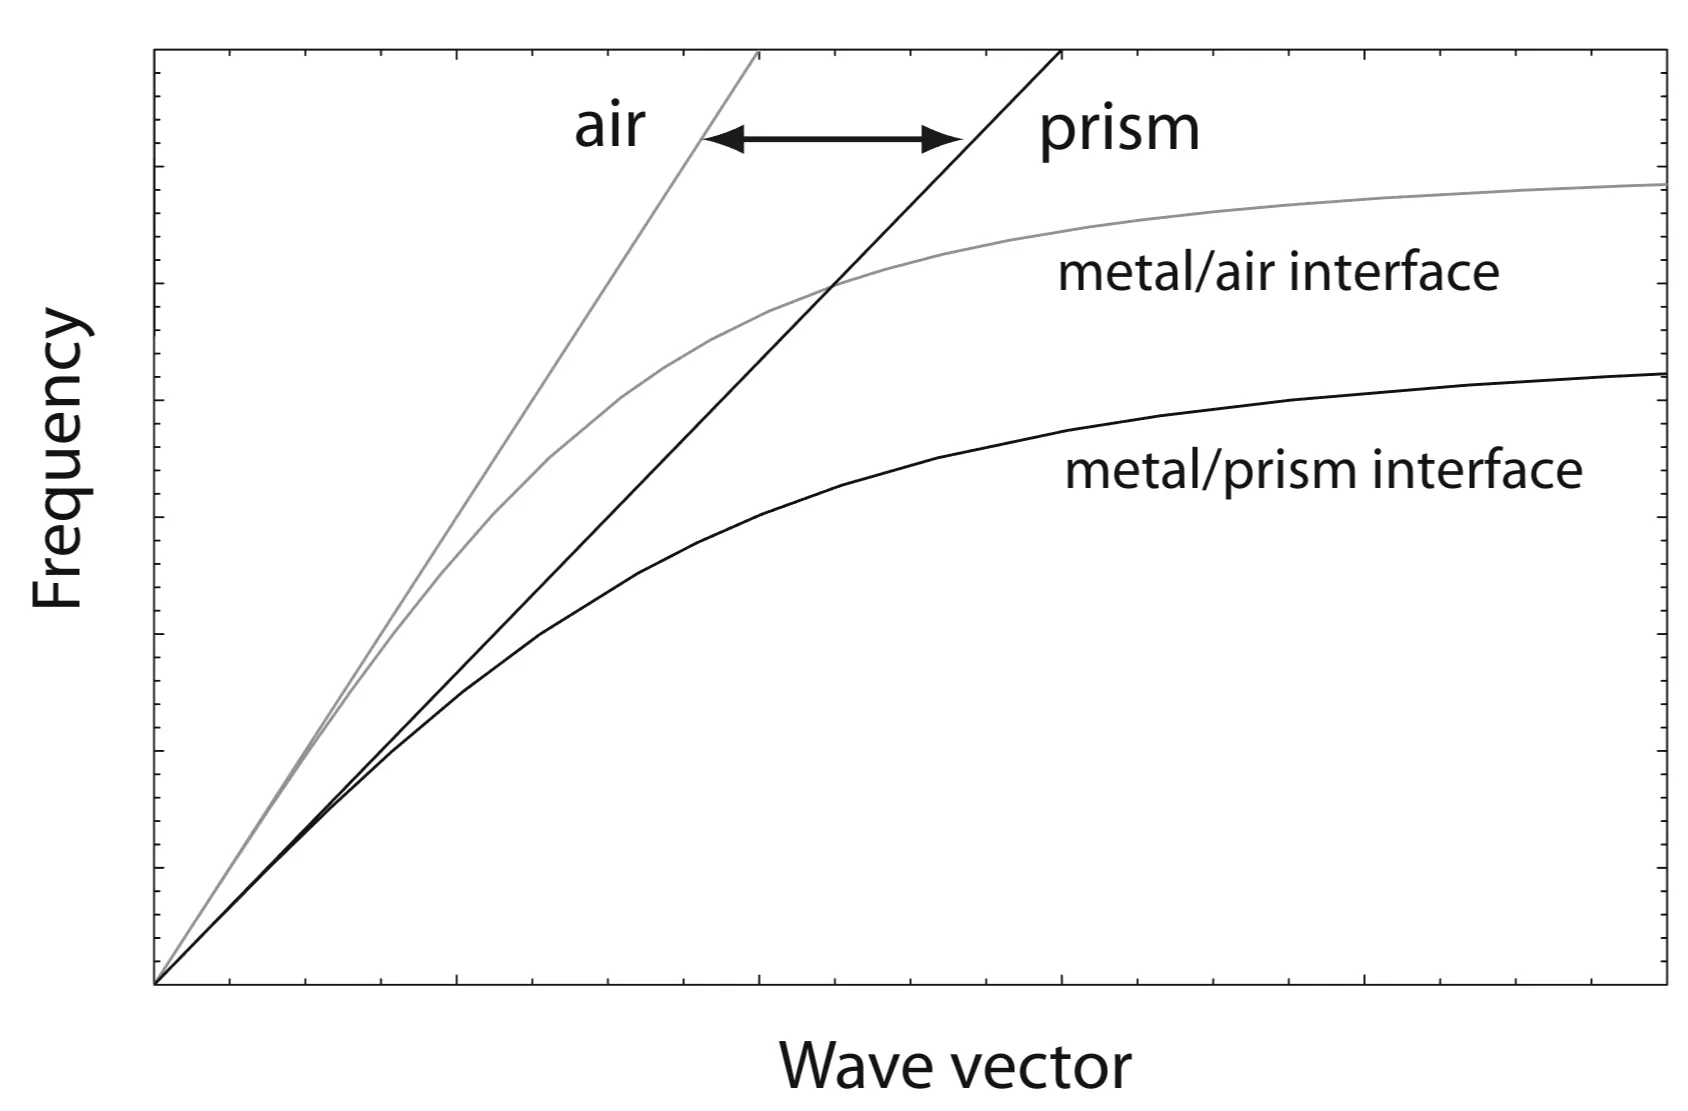 air
prism
metal/air interface
metal/prism interface
Frequency
Wave vector